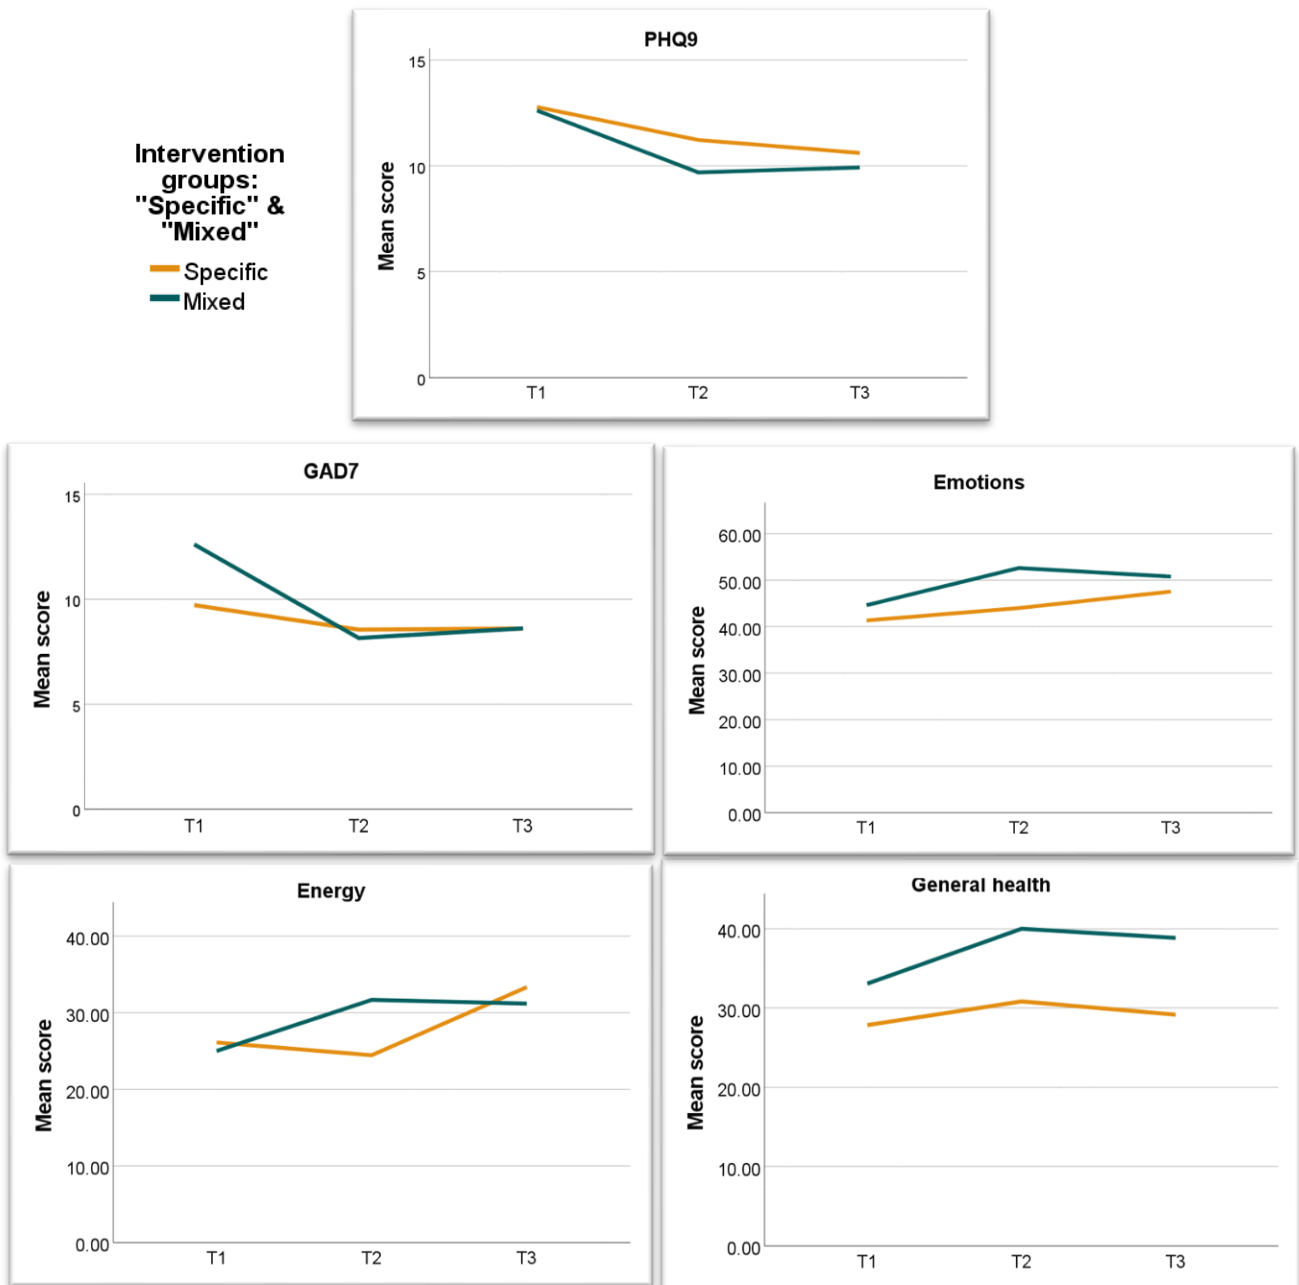 PHQ9
Intervention
groups:
"Specific" &
"Mixed"
Specific
Mixed
Mean score
15
10
5
0
T1 T2 T3
GAD7
Mean score
15
10
5
0
T1 T2 T3
Emotions
Mean score
60.00
50.00
40.00
30.00
20.00
10.00
0.00
T1 T2 T3
Energy
Mean score
40.00
30.00
20.00
10.00
0.00
T1 T2 T3
General health
Mean score
40.00
30.00
20.00
10.00
0.00
T1 T2 T3